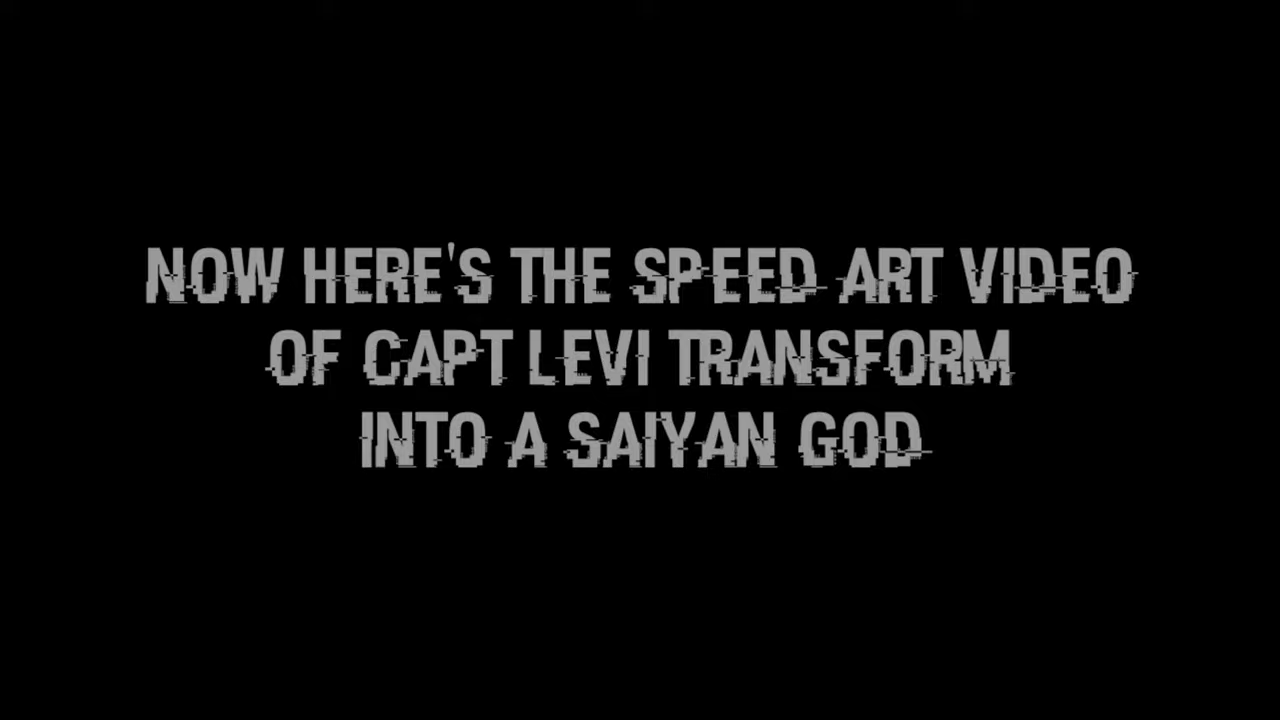 NOW HERE'S THE SPEED ART VIDEO
OF CAPT LEVI TRANSFORM
INTO A SAIYAN GOD